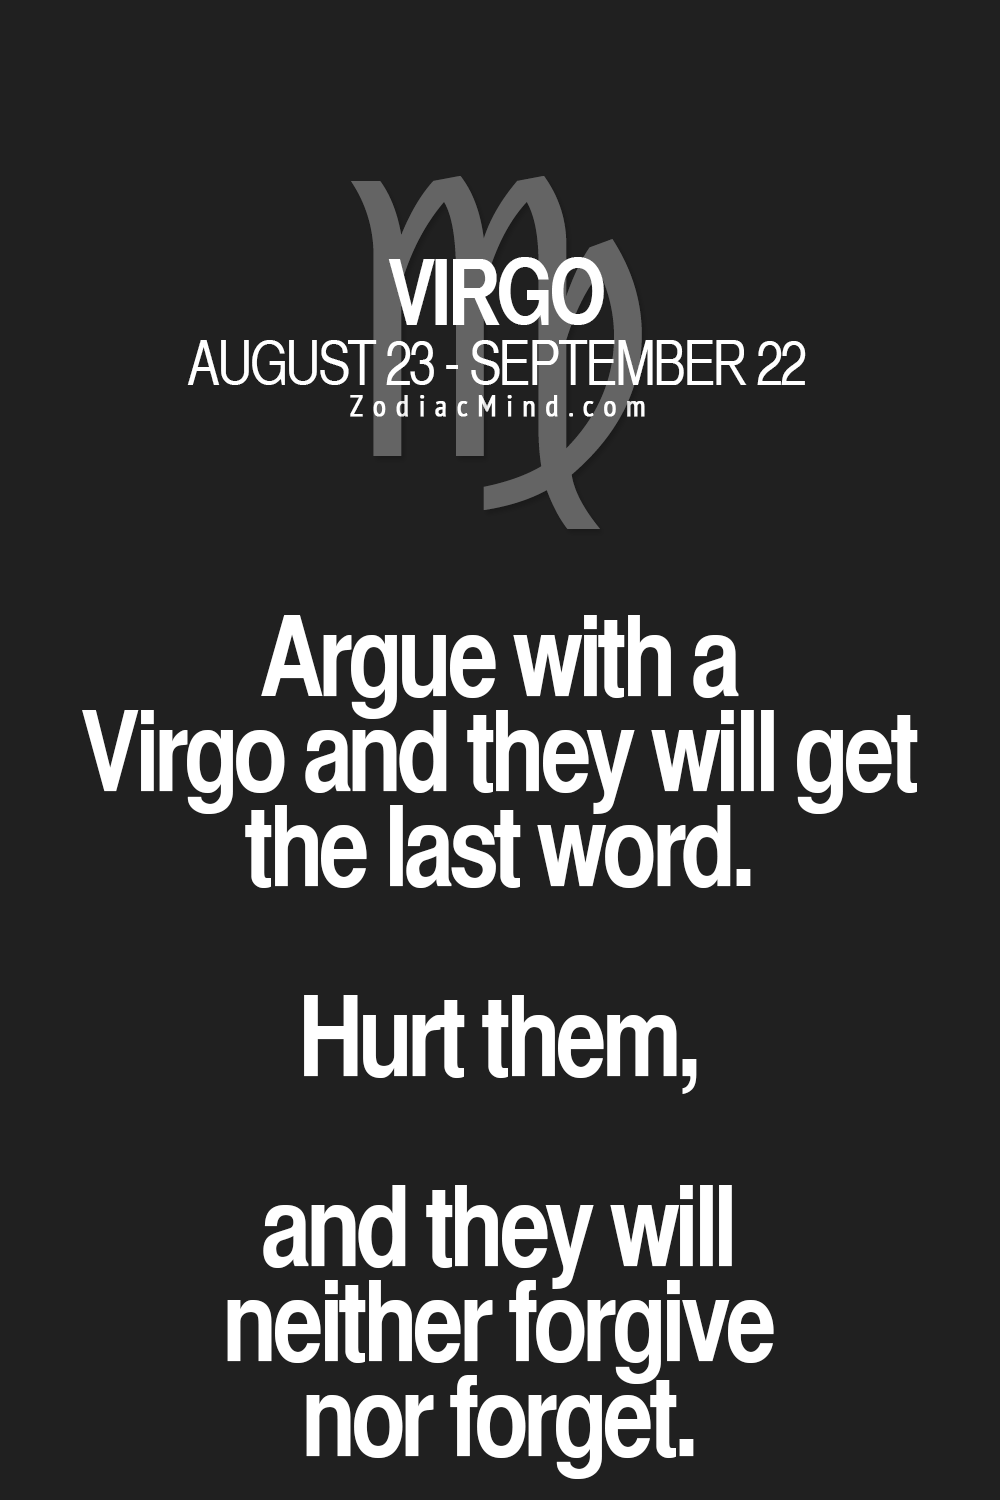 VIRGO
AUGUST 23 - SEPTEMBER 22
ZodiacMind.com
Argue with a
Virgo and they will get
the last word.
Hurt them,
and they will
neither forgive
nor forget.